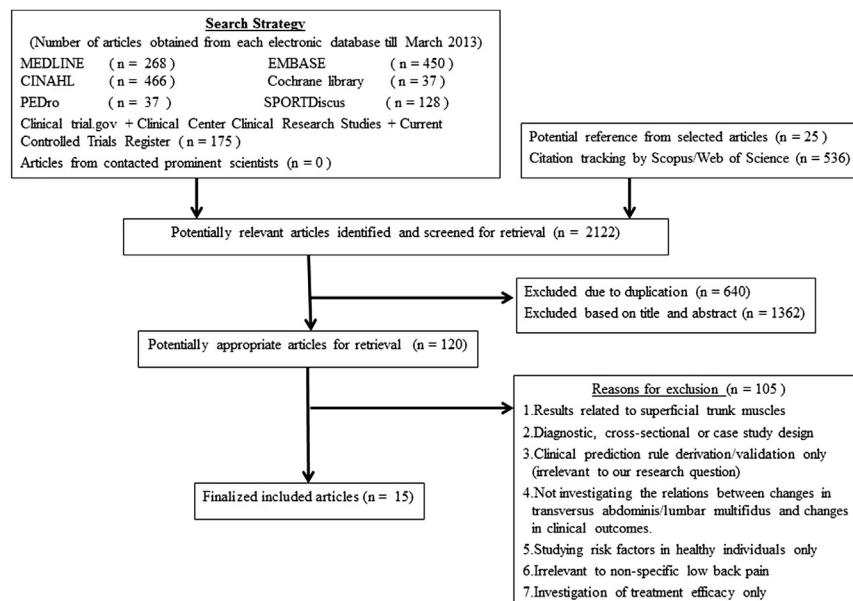 Search Strategy
(Number of articles obtained from each electronic database till March 2013)
MEDLINE (n = 268) EMBASE (n = 450)
CINAHL (n = 466) Cochrane library (n = 37)
PEDro (n = 37) SPORTDiscus (n = 128)
Clinical trial.gov + Clinical Center Clinical Research Studies + Current
Controlled Trials Register (n = 175)
Articles from contacted prominent scientists (n = 0)
Potential reference from selected articles (n = 25)
Citation tracking by Scopus/Web of Science (n = 536)
Potentially relevant articles identified and screened for retrieval (n = 2122)
Excluded due to duplication (n = 640)
Excluded based on title and abstract (n = 1362)
Potentially appropriate articles for retrieval (n = 120)
Reasons for exclusion (n = 105)
1.Results related to superficial trunk muscles
2.Diagnostic, cross-sectional or case study design
3.Clinical prediction rule derivation/validation only
(irrelevant to our research question)
4.Not investigating the relations between changes in
transversus abdominis/lumbar multifidus and changes
in clinical outcomes.
5.Studying risk factors in healthy individuals only
6.Irrelevant to non-specific low back pain
7.Investigation of treatment efficacy only
Finalized included articles (n = 15)